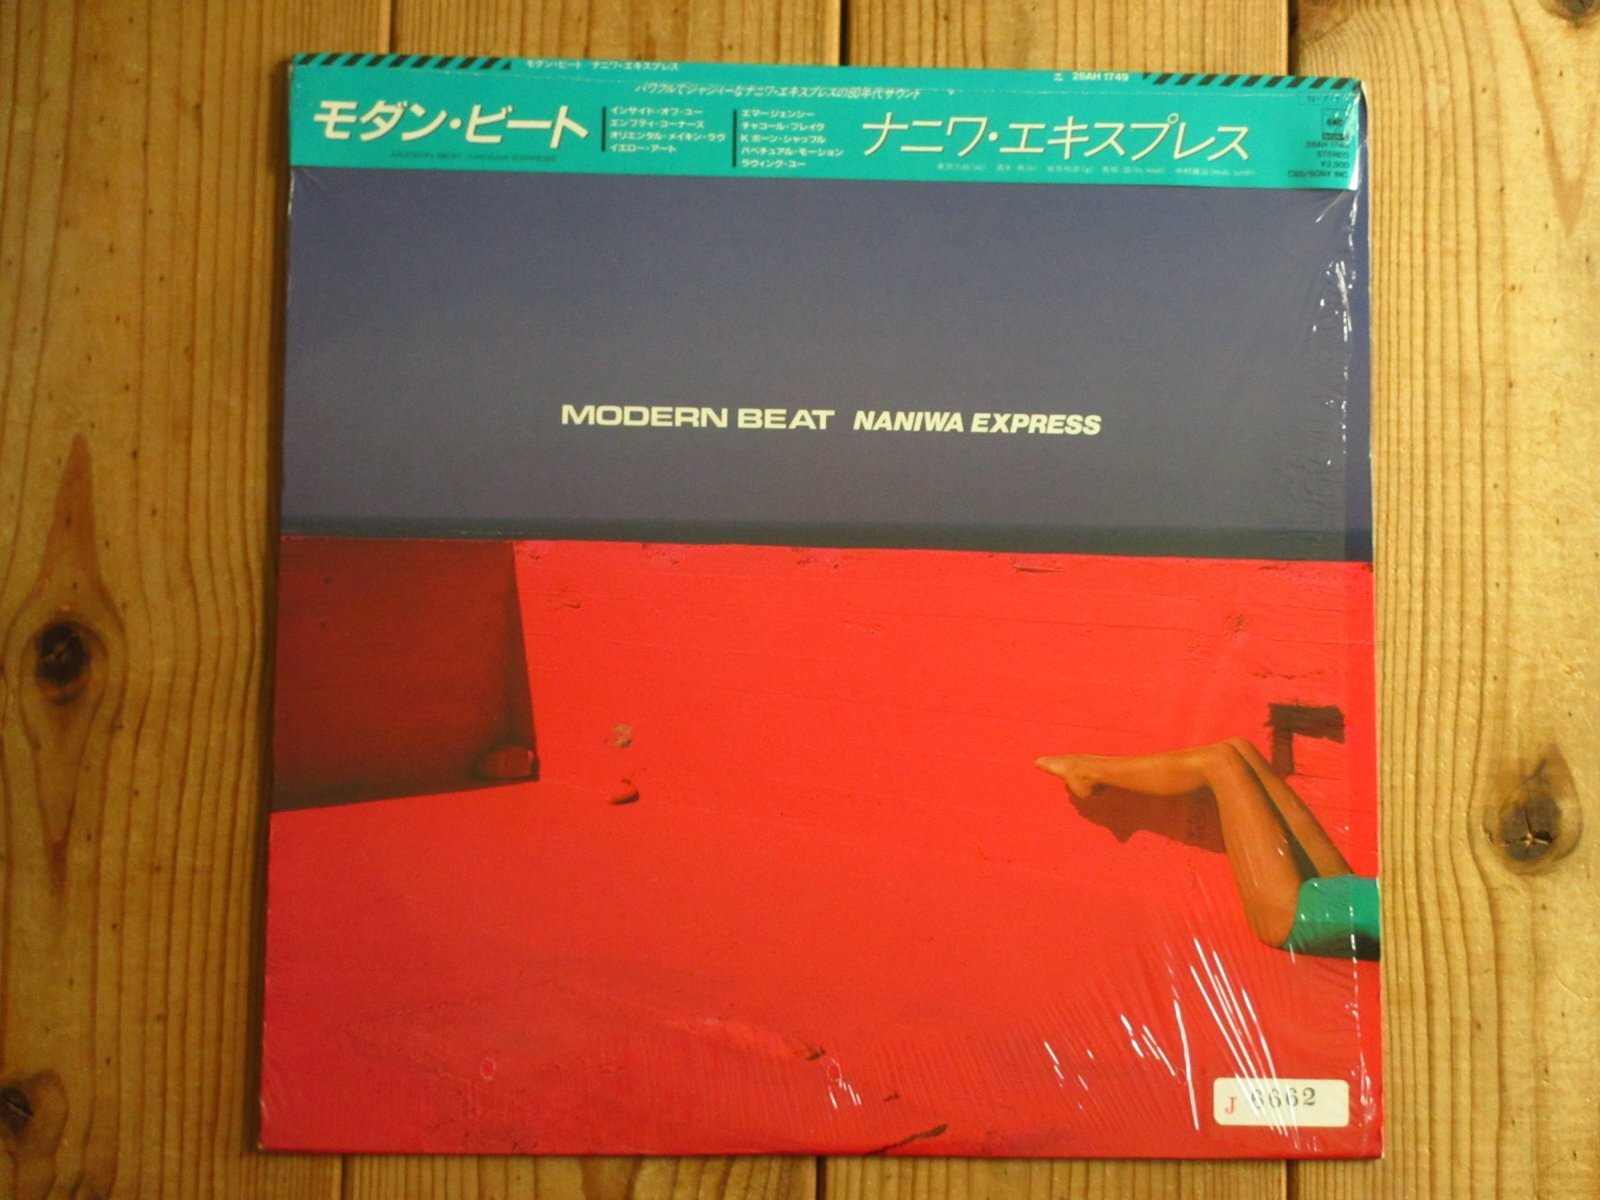 モダン・ビート ナニワ・エキスプレス
28AH 1749
パワフルでジャジィーなナニワ・エキスプレスの80年代サウンド
モダン・ビート
MODERN BEAT・NANIWA EXPRESS
インサイド・オブ・ユー
エンプティ・コーナーズ
オリエンタル・メイキン・ラヴ
イエロー・アート
エマージェンシー
チャコール・ブレイク
K ホーン・シャッフル
パペチュアル・モーション
ラヴィング・ユー
ナニワ・エキスプレス
28AH 1749
STEREO
¥2,800
CBS/SONY INC.
MODERN BEAT NANIWA EXPRESS
J 6662